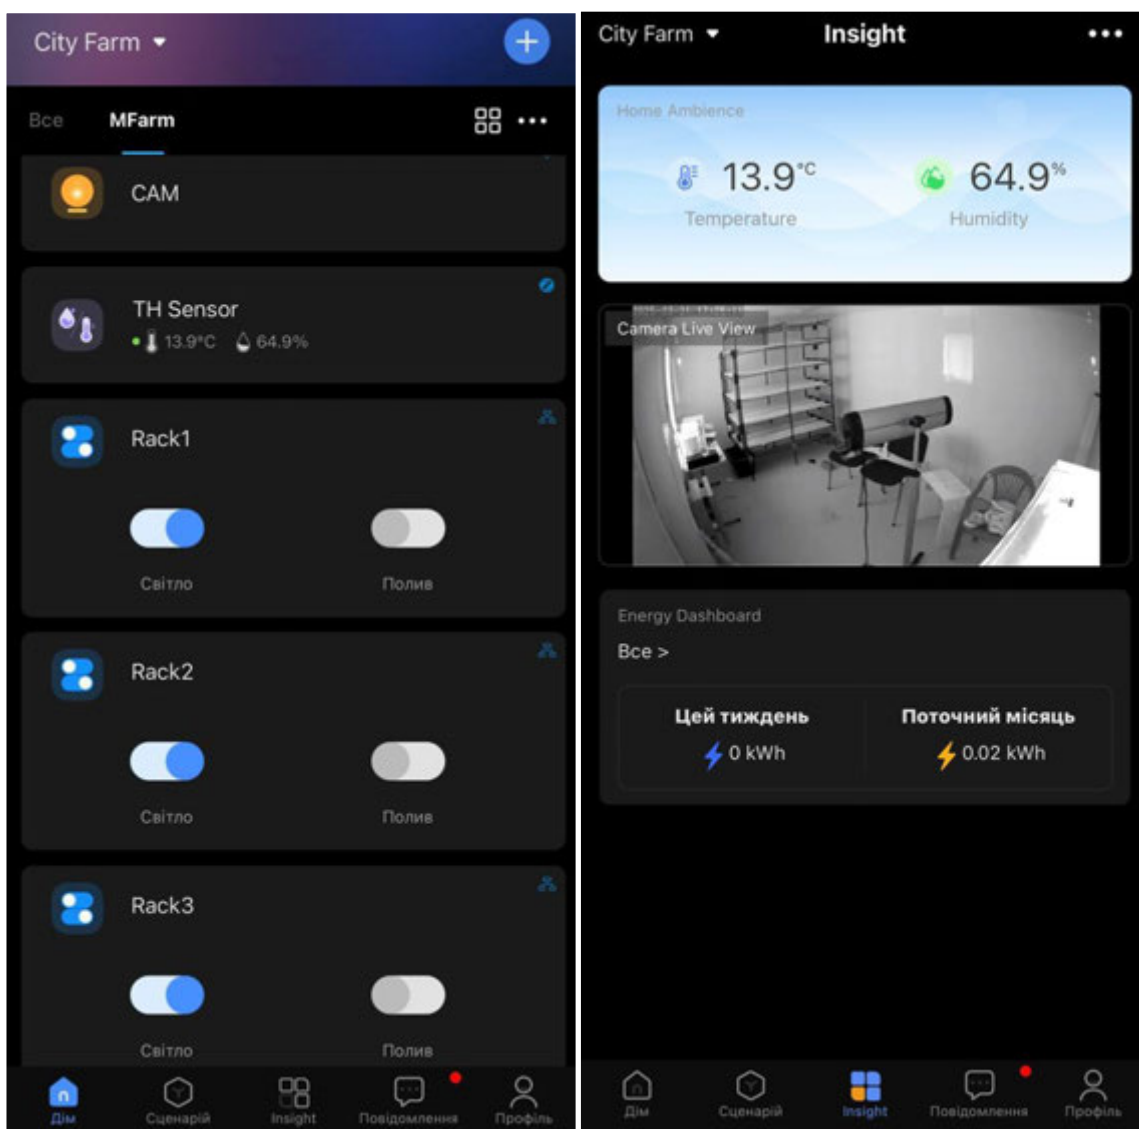 City Farm
Все MFarm
CAM
TH Sensor
13.9°C 64.9%
Rack1
Світло Полив
Rack2
Світло Полив
Rack3
Світло Полив
Дім Сценарій Insight Повідомлення Профіль
City Farm Insight
Home Ambience
13.9°C 64.9%
Temperature Humidity
Camera Live View
Energy Dashboard
Все >
Цей тиждень Поточний місяць
0 kWh 0.02 kWh
Дім Сценарій Insight Повідомлення Профіль